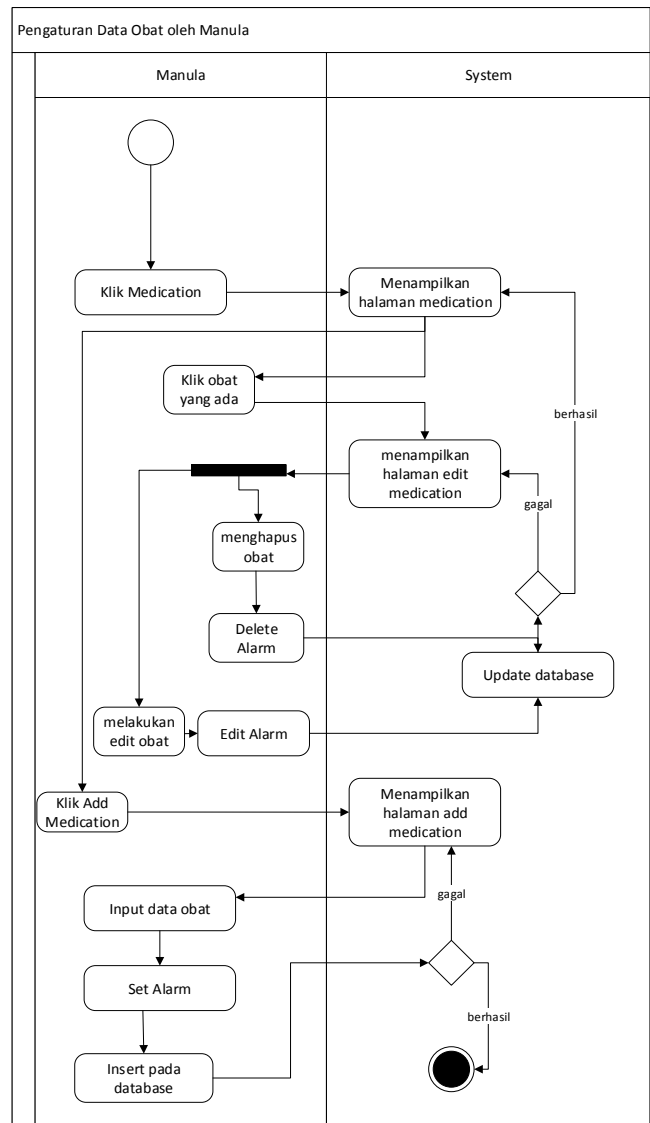 Pengaturan Data Obat oleh Manula
Manula
System
Klik Medication
Menampilkan
halaman medication
Klik obat
yang ada
berhasil
menampilkan
halaman edit
medication
gagal
menghapus
obat
Delete
Alarm
Update database
melakukan
edit obat
Edit Alarm
Klik Add
Medication
Menampilkan
halaman add
medication
gagal
Input data obat
Set Alarm
berhasil
Insert pada
database